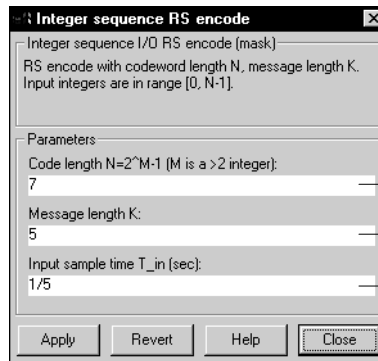 Integer sequence RS encode
Integer sequence I/O RS encode (mask)
RS encode with codeword length N, message length K.
Input integers are in range [0, N-1].
Parameters
Code length N=2^M-1 (M is a >2 integer):
7
Message length K:
5
Input sample time T_in (sec):
1/5
Apply Revert Help Close